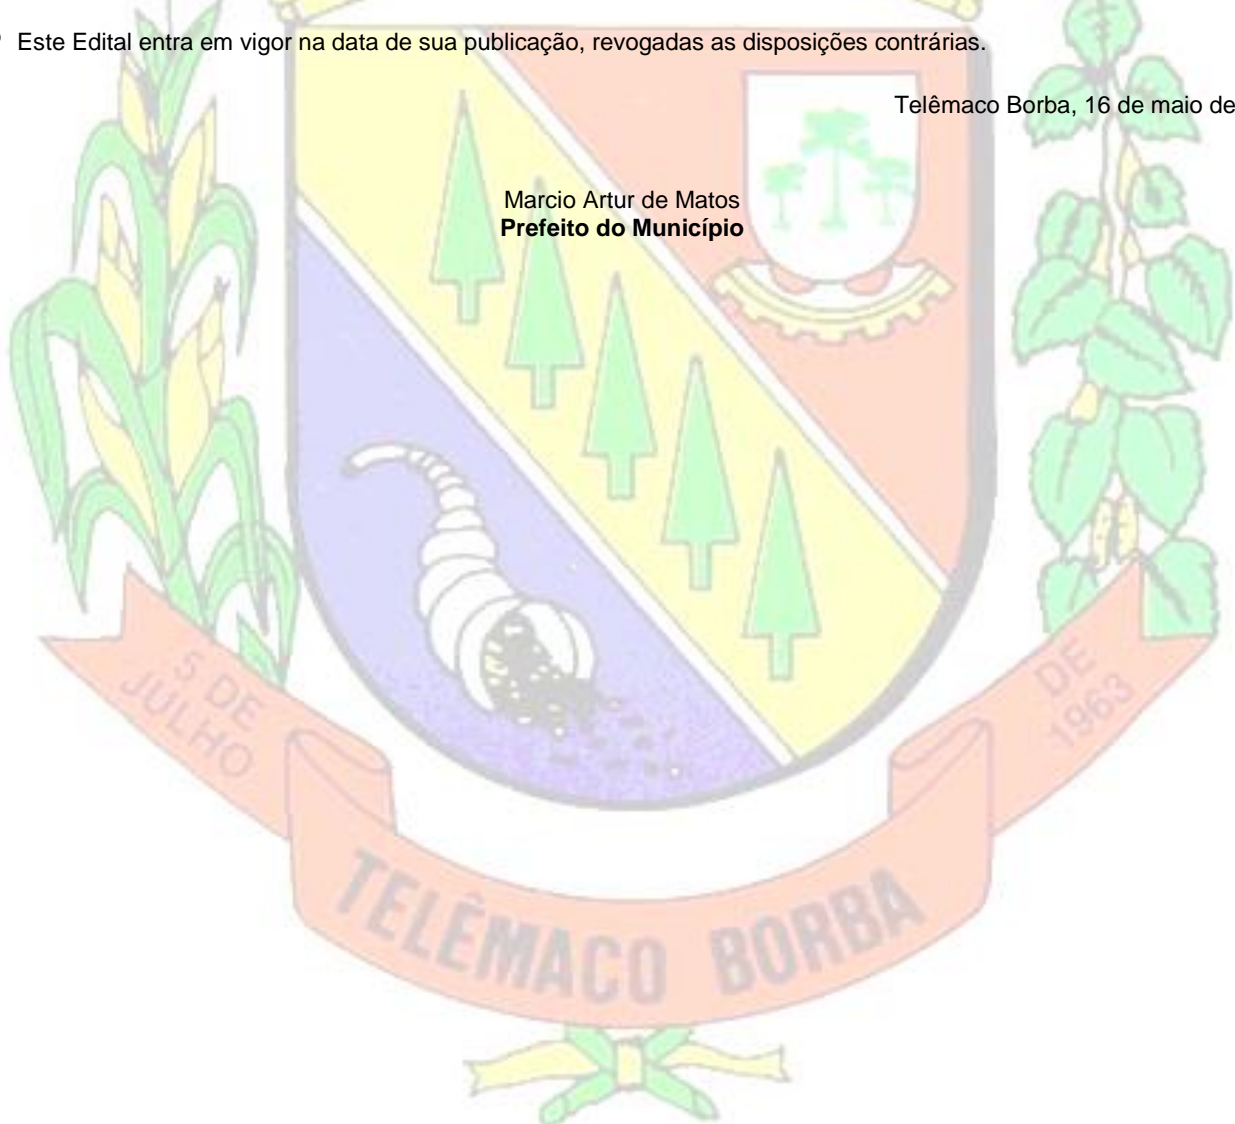 Este Edital entra em vigor na data de sua publicação, revogadas as disposições contrárias.
Telêmaco Borba, 16 de maio de
Marcio Artur de Matos
Prefeito do Município
5 DE
JULHO
DE
1963
TELÊMACO BORBA